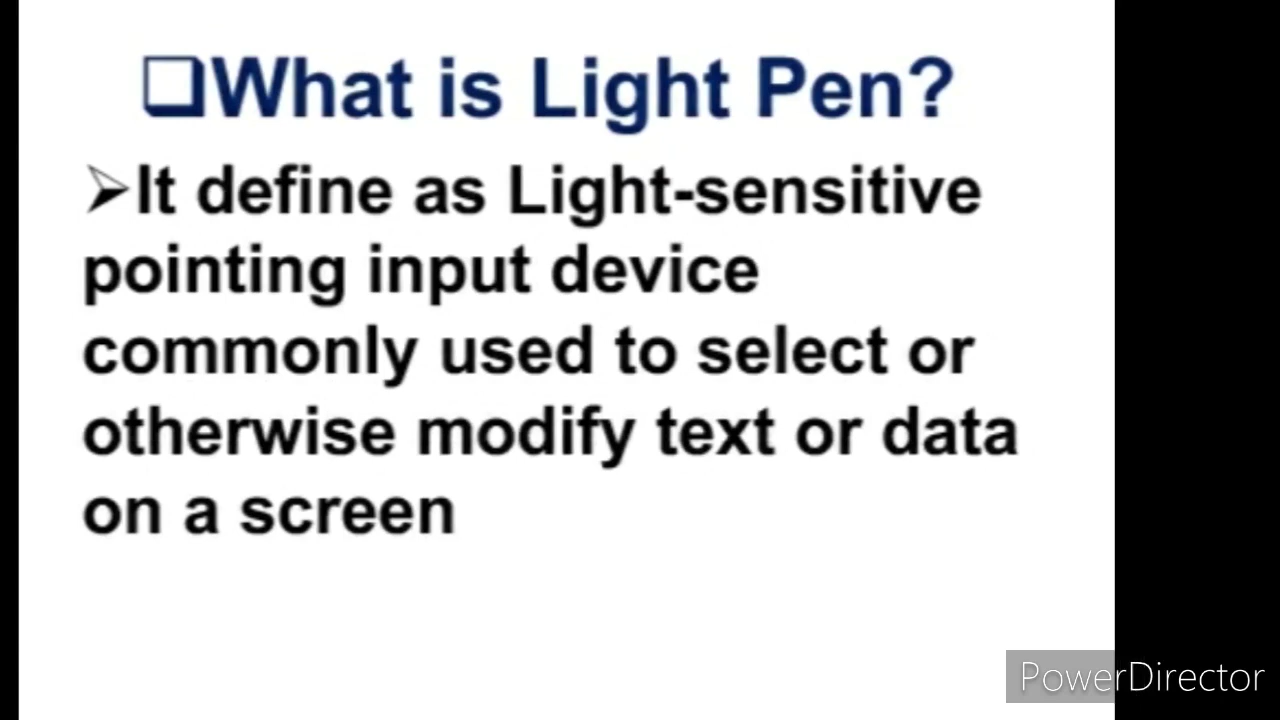 ❑What is Light Pen?
➢It define as Light-sensitive
pointing input device
commonly used to select or
otherwise modify text or data
on a screen
PowerDirector